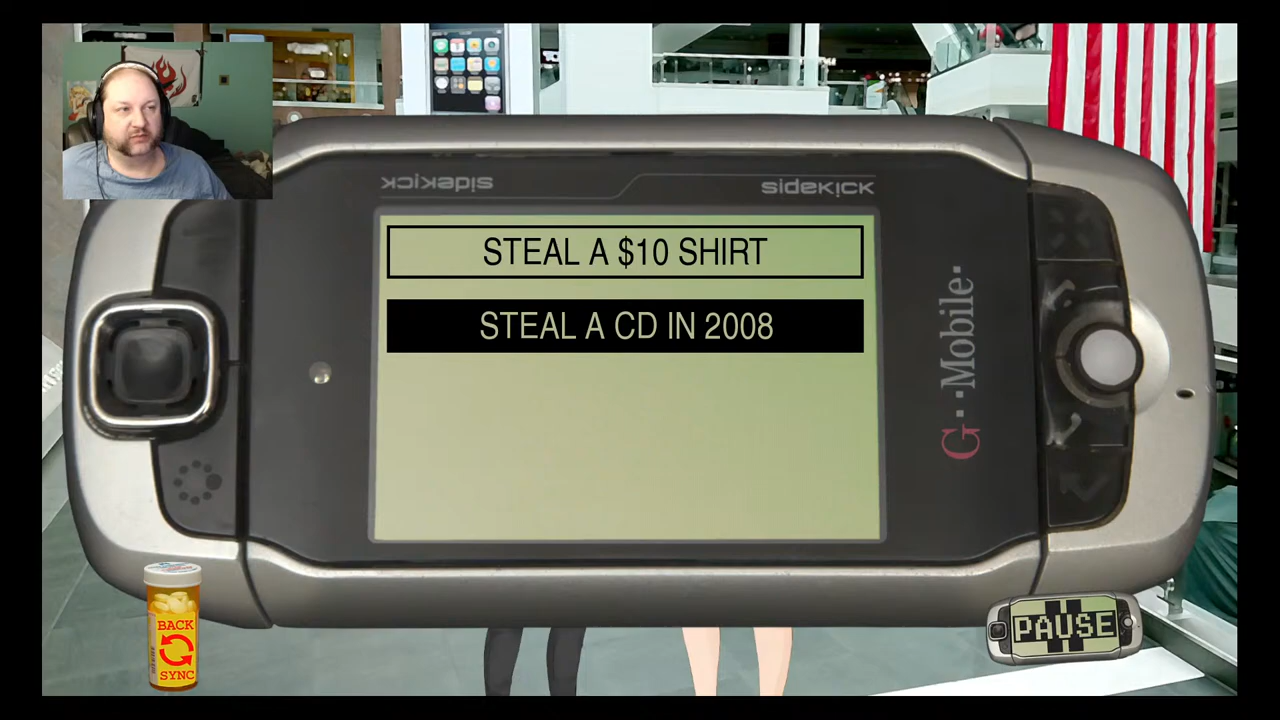 sidekick
sidekick
STEAL A $10 SHIRT
STEAL A CD IN 2008
G··Mobile·
BACK
SYNC
PAUSE